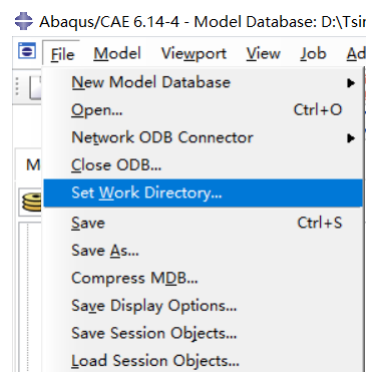 Abaqus/CAE 6.14-4 - Model Database: D:\Tsin
File Model Viewport View Job Ad
New Model Database
Open... Ctrl+O
Network ODB Connector
Close ODB...
M
Set Work Directory...
Save Ctrl+S
Save As...
Compress MDB...
Save Display Options...
Save Session Objects...
Load Session Objects...